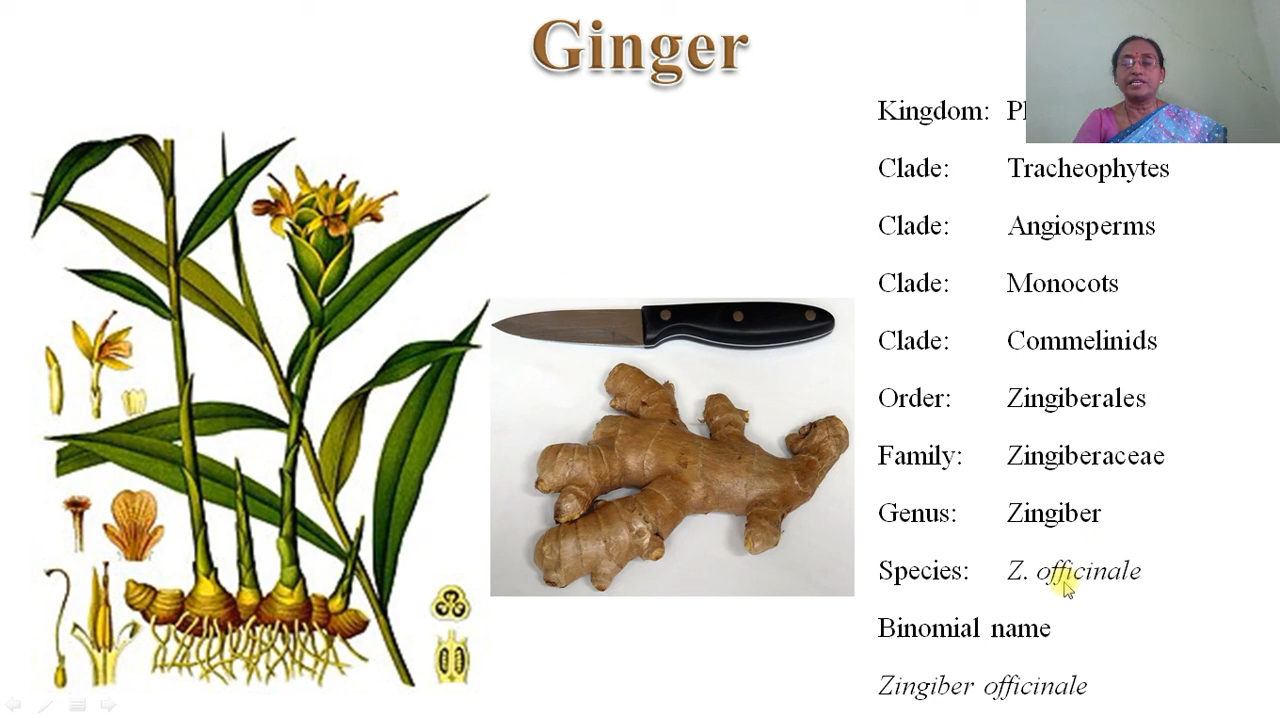 Ginger
Kingdom:
Clade: Tracheophytes
Clade: Angiosperms
Clade: Monocots
Clade: Commelinids
Order: Zingiberales
Family: Zingiberaceae
Genus: Zingiber
Species: Z. officinale
Binomial name
Zingiber officinale